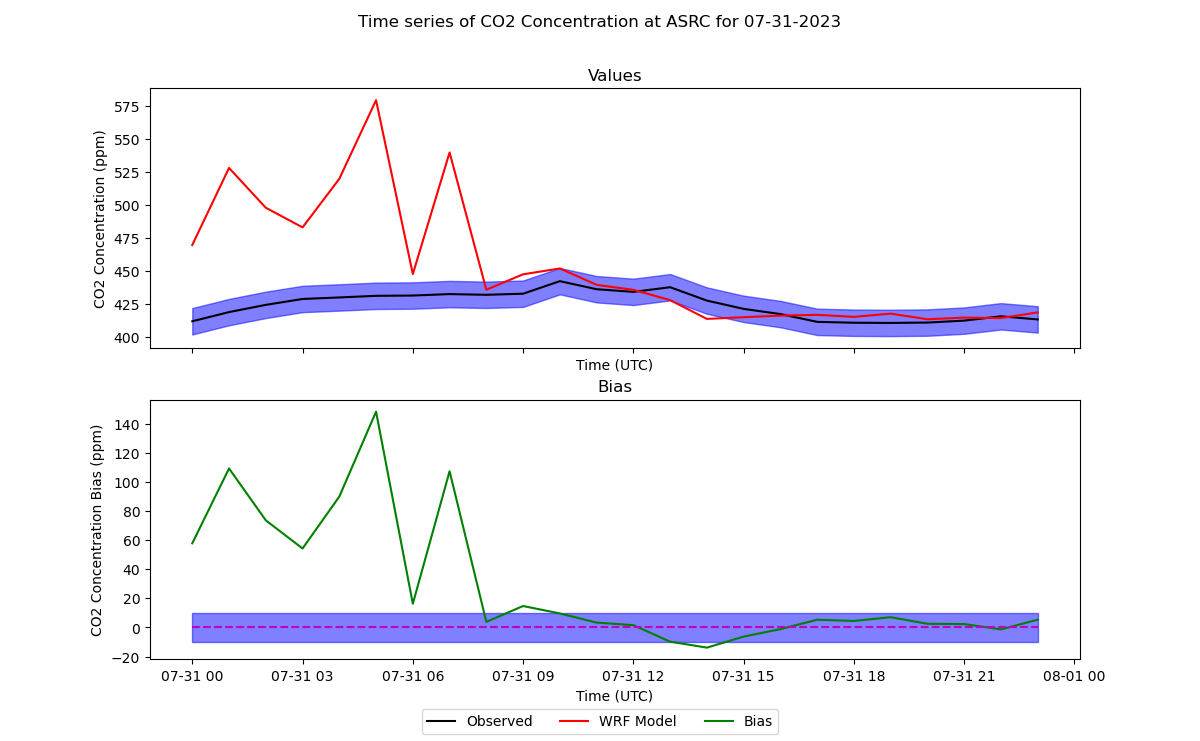 Time series of CO2 Concentration at ASRC for 07-31-2023
Values
CO2 Concentration (ppm)
575
550
525
500
475
450
425
400
Time (UTC)
Bias
CO2 Concentration Bias (ppm)
140
120
100
80
60
40
20
0
−20
07-31 00 07-31 03 07-31 06 07-31 09 07-31 12 07-31 15 07-31 18 07-31 21 08-01 00
Time (UTC)
Observed WRF Model Bias